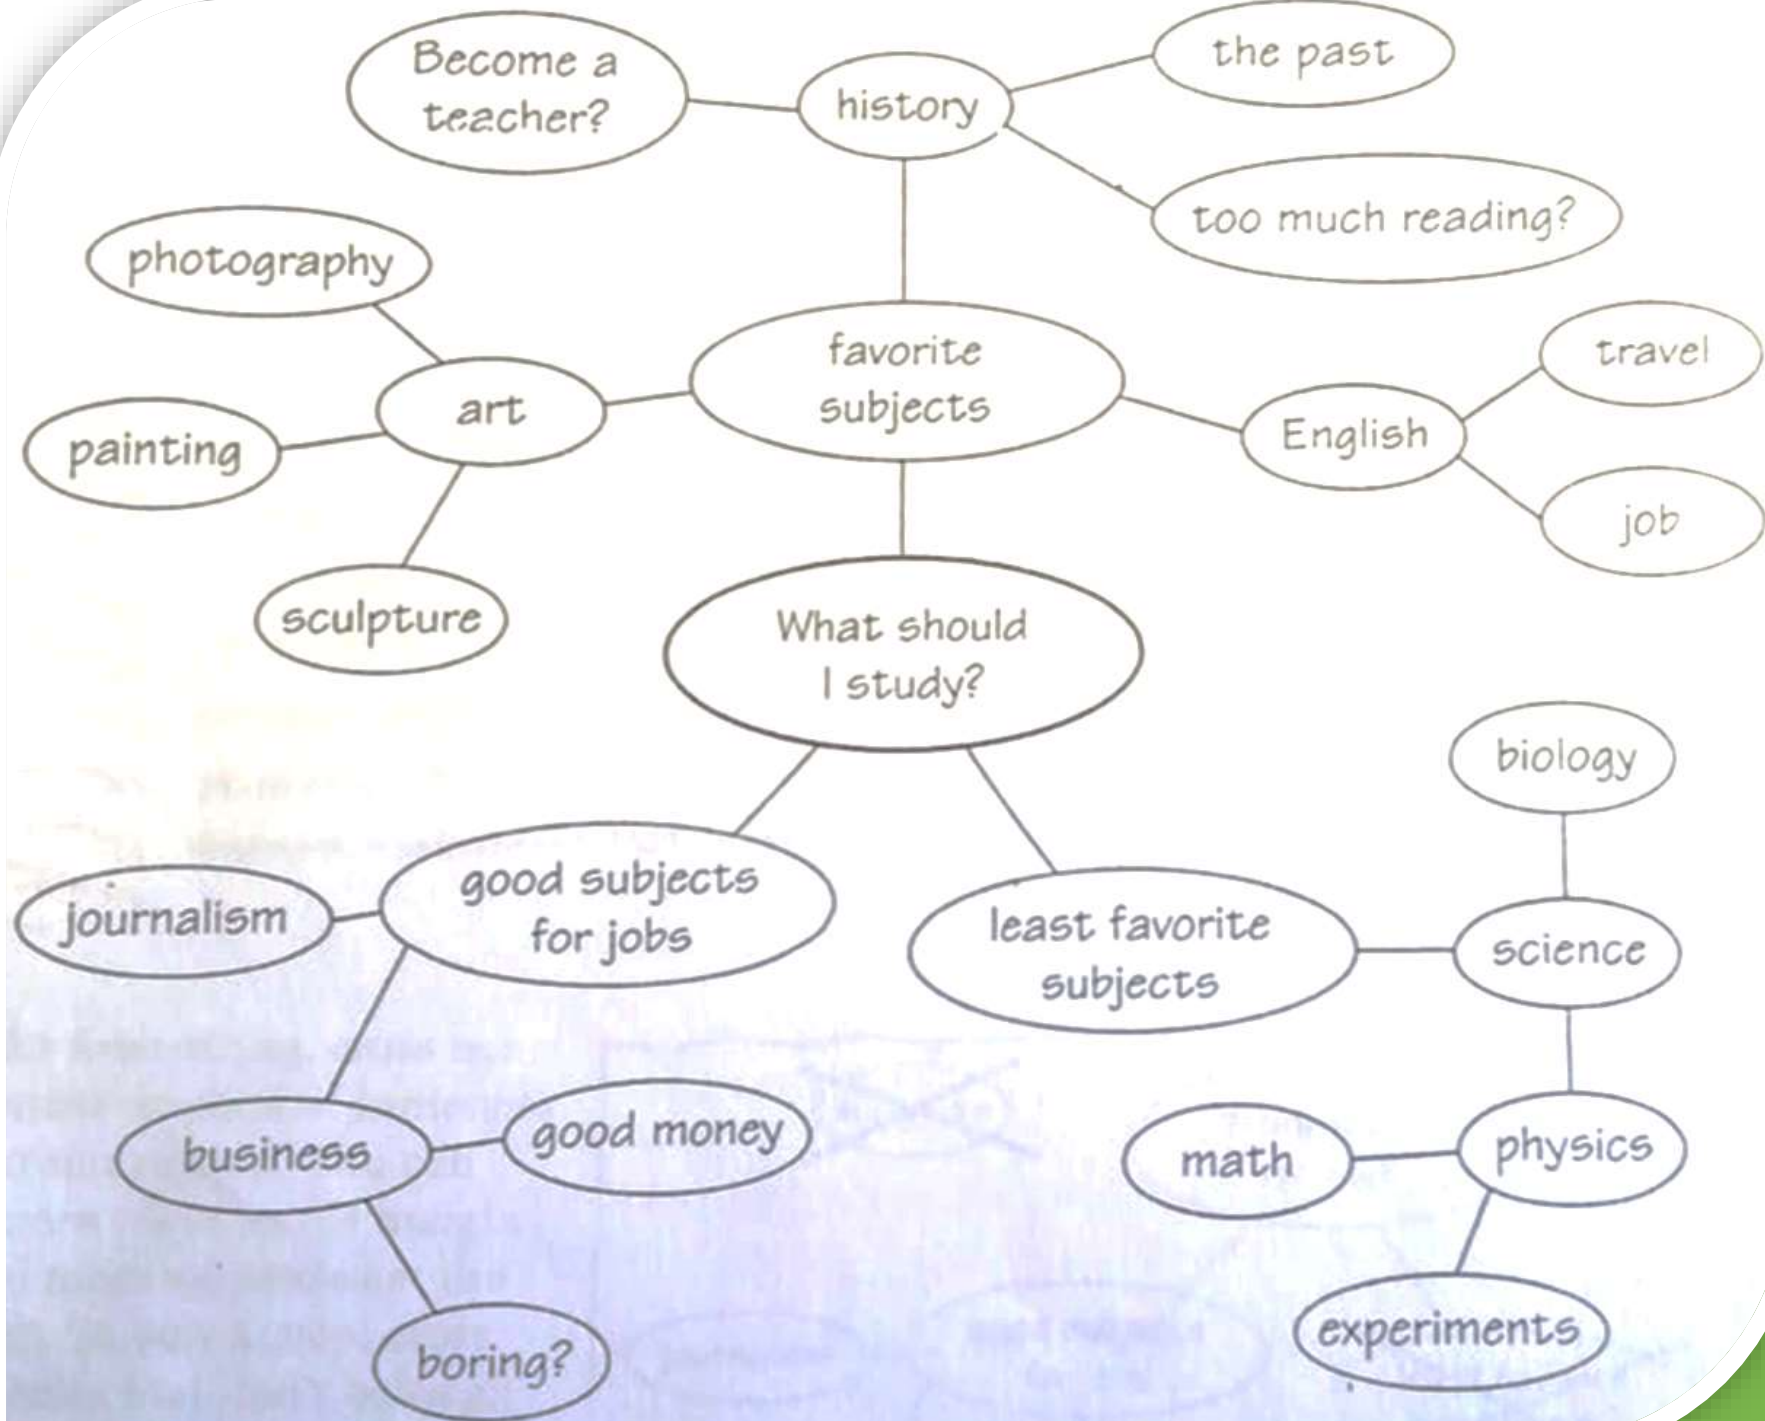 Become a
teacher?
history
the past
too much reading?
photography
favorite
subjects
travel
art
English
painting
job
sculpture
What should
I study?
biology
good subjects
for jobs
journalism
least favorite
subjects
science
business
good money
math
physics
boring?
experiments